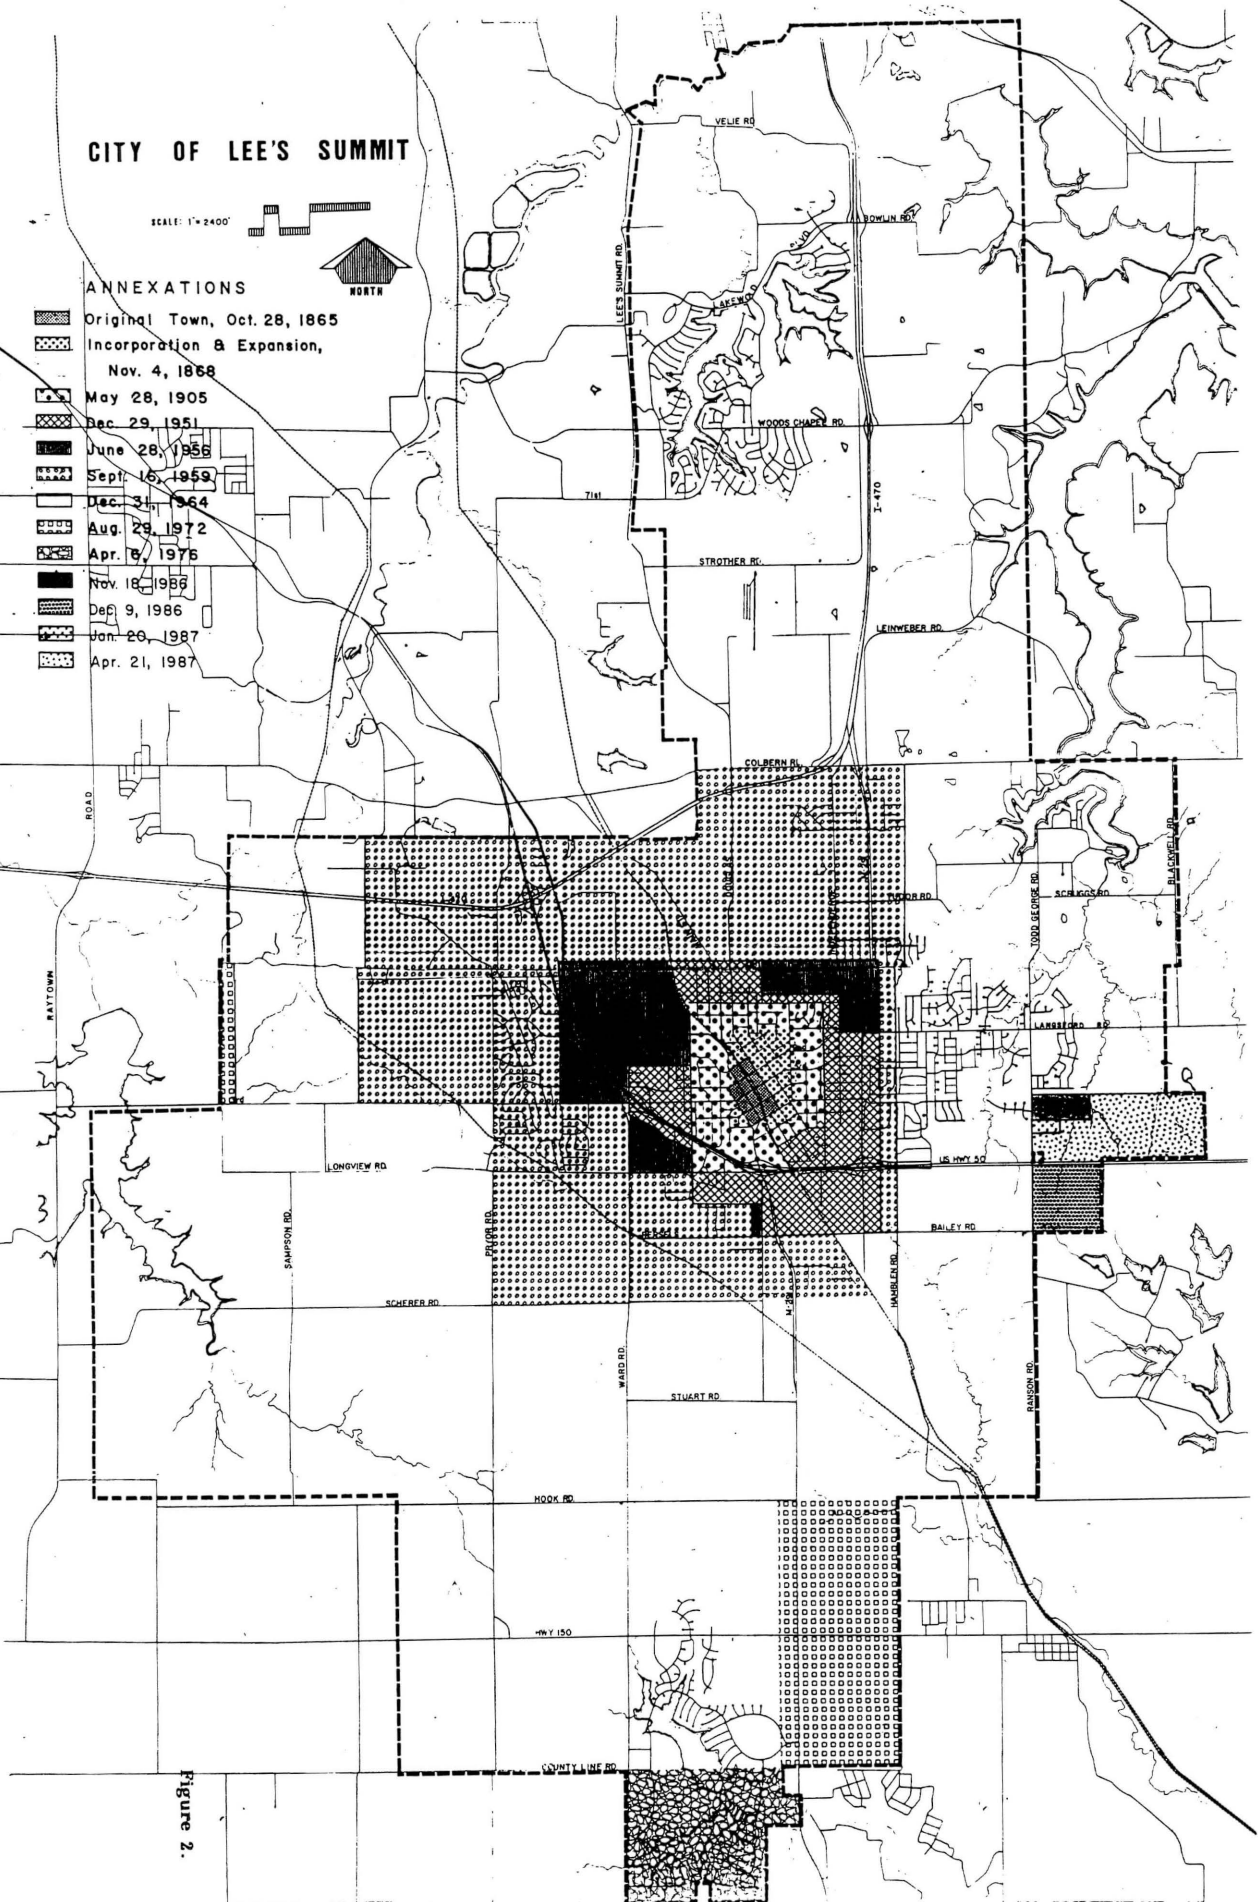 CITY OF LEE'S SUMMIT
SCALE: 1"= 2400'
NORTH
ANNEXATIONS
Original Town, Oct. 28, 1865
Incorporation & Expansion,
Nov. 4, 1868
May 28, 1905
Dec. 29, 1951
June 28, 1956
Sept. 15, 1959
Dec. 31, 1964
Aug. 29, 1972
Apr. 6, 1976
Nov. 18, 1986
Dec 9, 1986
Jan. 20, 1987
Apr. 21, 1987
VELIE RD
BOWLIN RD.
LEE'S SUMMIT RD.
LAKEWOOD BLVD.
WOODS CHAPEL RD.
71st
I-470
STROTHER RD.
LEINWEBER RD.
COLBERN RD.
ROAD
RAYTOWN
I-470
TUDOR RD
TODD GEORGE RD.
SCRUGGS RD
BLACKWELL RD.
LANGSFORD RD
US HWY 50
LONGVIEW RD.
BAILEY RD
SAMPSON RD.
PRYOR RD.
HAMBLEN RD.
SCHERER RD.
M-291
WARD RD.
STUART RD.
RANSON RD.
HOOK RD.
HWY 150
COUNTY LINE RD.
Figure 2.